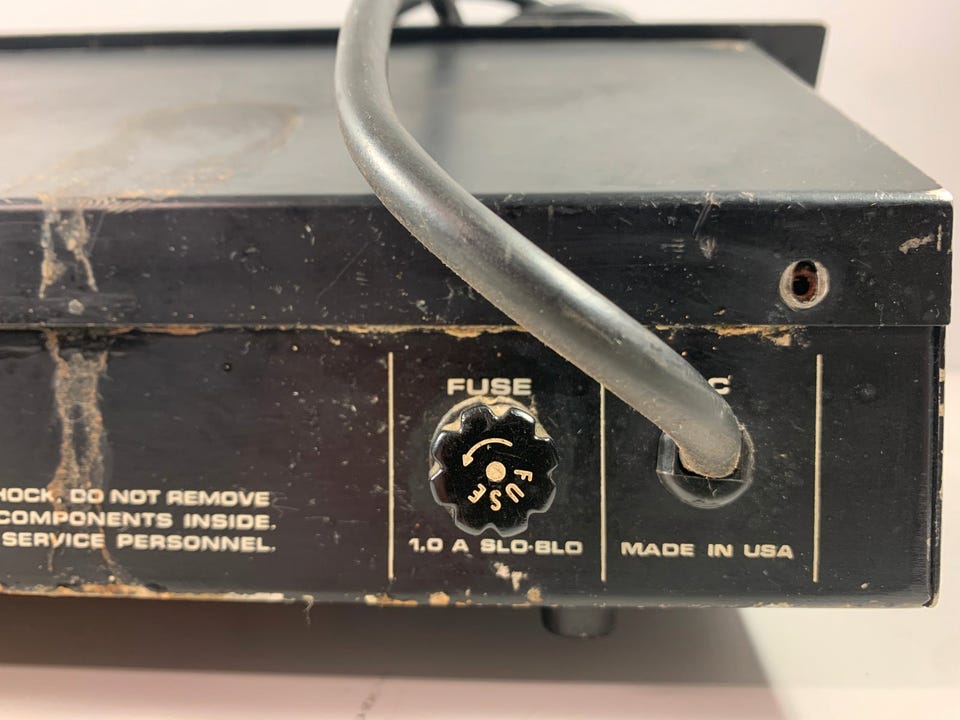 HOCK, DO NOT REMOVE
COMPONENTS INSIDE.
SERVICE PERSONNEL.
FUSE
FUSE
1.0 A SLO-BLO
C
MADE IN USA